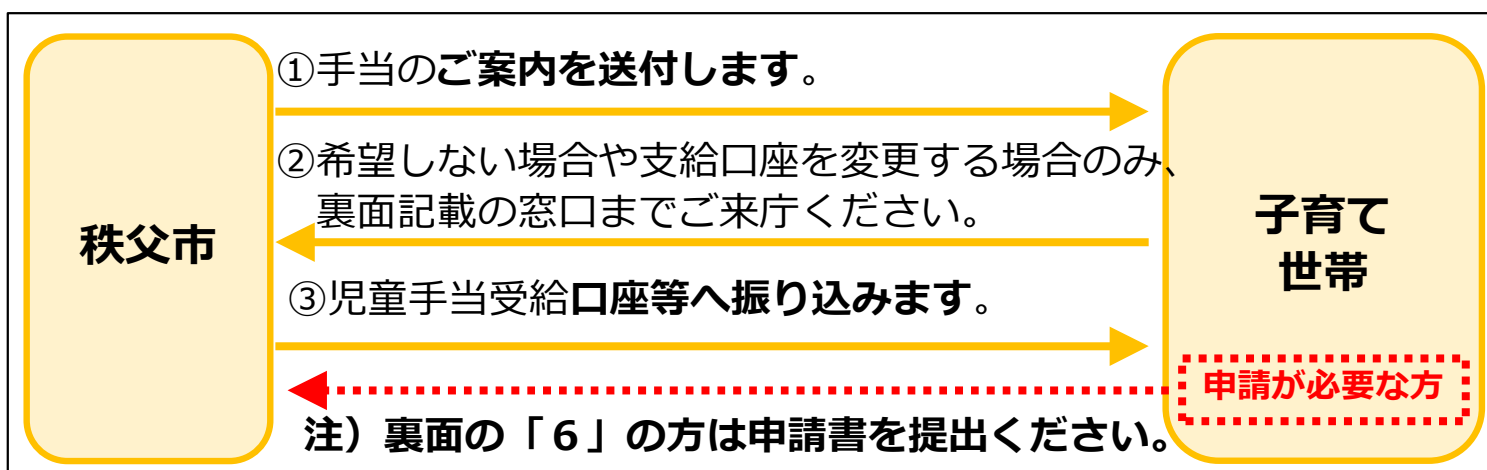 秩父市
①手当のご案内を送付します。
②希望しない場合や支給口座を変更する場合のみ、
裏面記載の窓口までご来庁ください。
③児童手当受給口座等へ振り込みます。
注）裏面の「６」の方は申請書を提出ください。
子育て
世帯
申請が必要な方